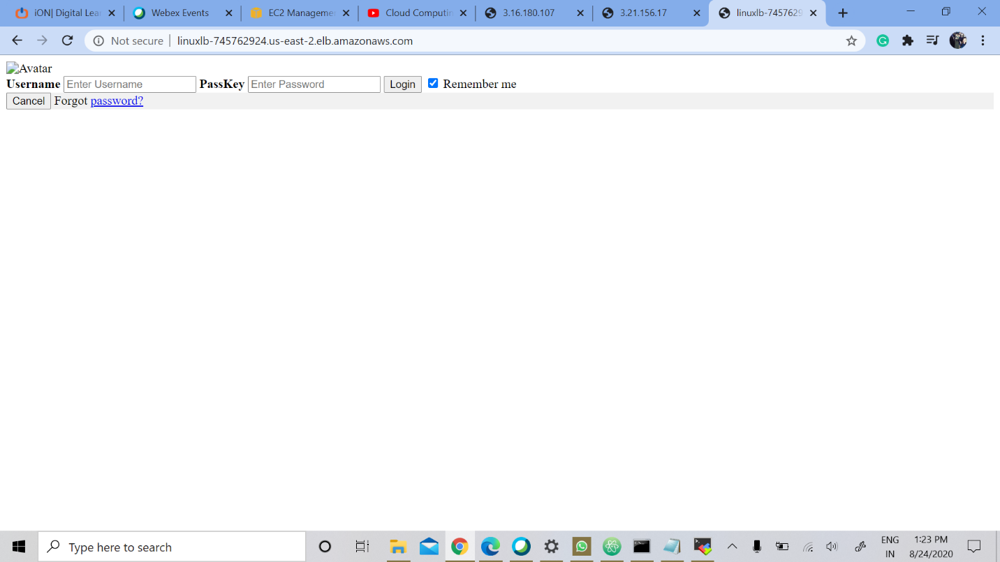 iON| Digital Lear
Webex Events
EC2 Managemen
Cloud Computin
3.16.180.107
3.21.156.17
linuxlb-7457629
Not secure
linuxlb-745762924.us-east-2.elb.amazonaws.com
Avatar
Username Enter Username PassKey Enter Password Login Remember me
Cancel Forgot password?
Type here to search
ENG
IN
1:23 PM
8/24/2020